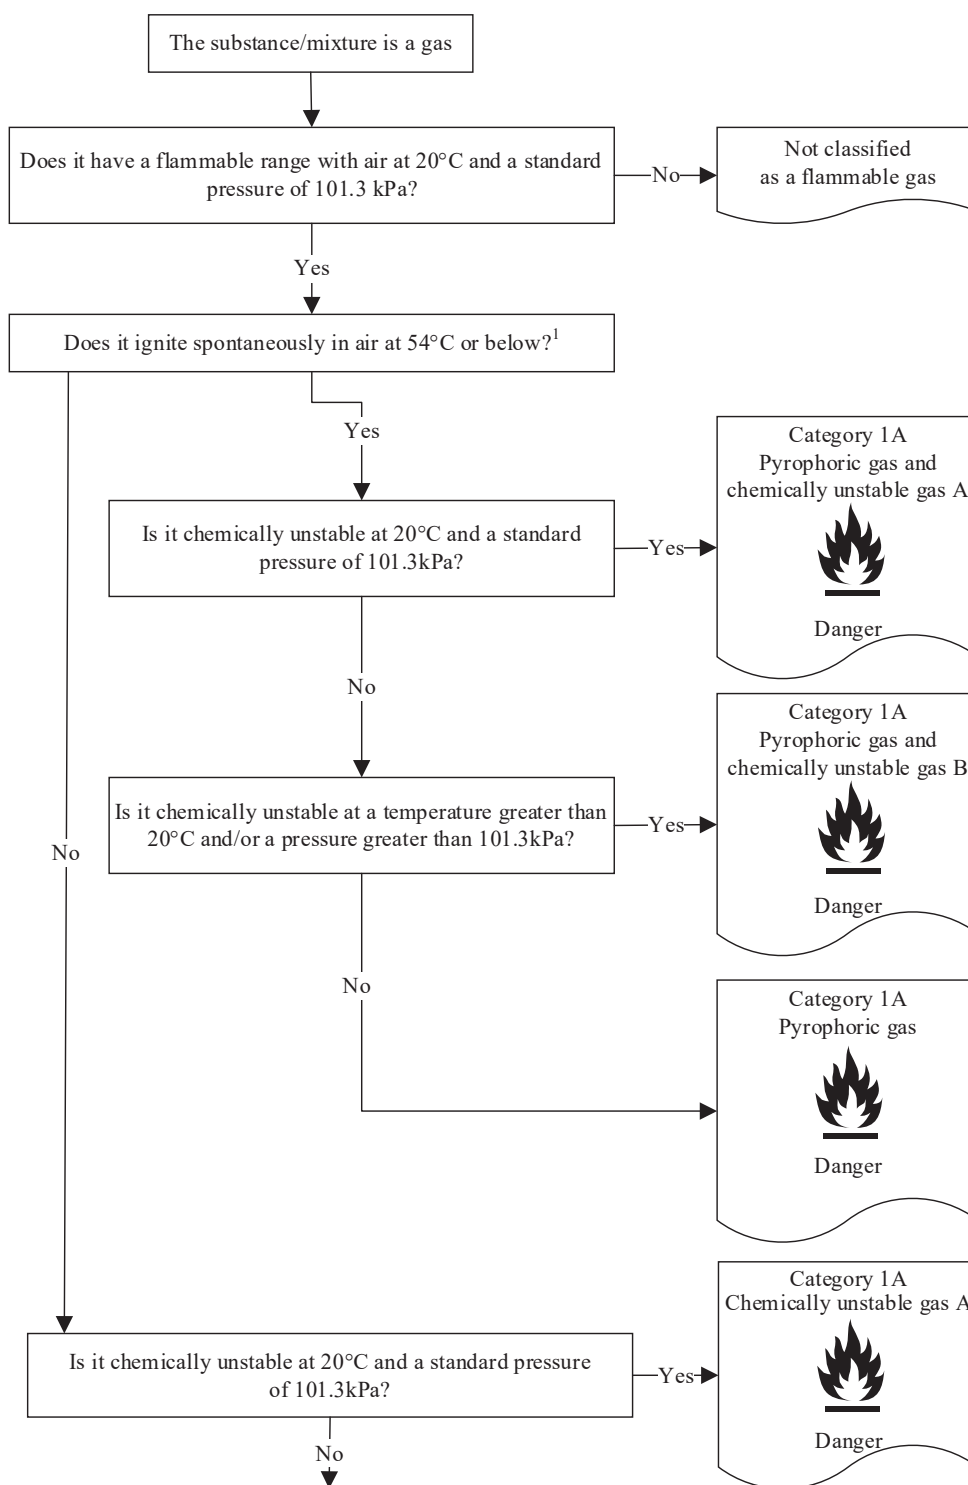 The substance/mixture is a gas
Does it have a flammable range with air at 20°C and a standard
pressure of 101.3 kPa?
No
Not classified
as a flammable gas
Yes
Does it ignite spontaneously in air at 54°C or below?¹
Yes
Category 1A
Pyrophoric gas and
chemically unstable gas A
Is it chemically unstable at 20°C and a standard
pressure of 101.3kPa?
Yes
Danger
No
Category 1A
Pyrophoric gas and
chemically unstable gas B
Is it chemically unstable at a temperature greater than
20°C and/or a pressure greater than 101.3kPa?
Yes
No
Danger
No
Category 1A
Pyrophoric gas
Danger
Category 1A
Chemically unstable gas A
Is it chemically unstable at 20°C and a standard pressure
of 101.3kPa?
Yes
Danger
No